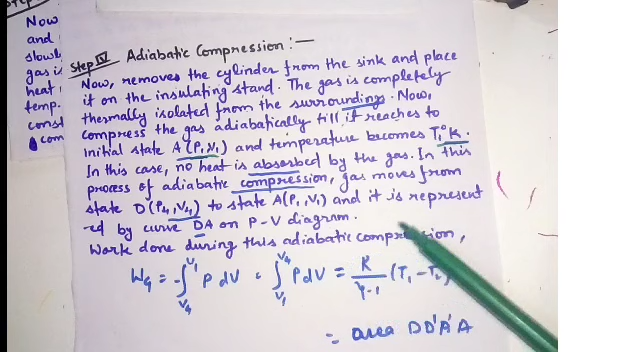 Now
and
slowl
gas i
heat
temp.
const
com
Step IV Adiabatic Compression :—
Now, removes the cylinder from the sink and place
it on the insulating stand. The gas is completely
thermally isolated from the surrounding. Now,
compress the gas adiabatically till it reaches to
initial state A (P₁V₁) and temperature becomes T₁°K.
In this case, no heat is absorbed by the gas. In this
process of adiabatic compression, gas moves from
state D(P₄,V₄) to state A(P₁,V₁) and it is represent
-ed by curve DA on P-V diagram.
Work done during this adiabatic compression,
W₄ = -∫_{V₄}^{V₁} P dV = ∫_{V₁}^{V₄} P dV = R/(γ-1) (T₁-T₂)
= area DD'A'A